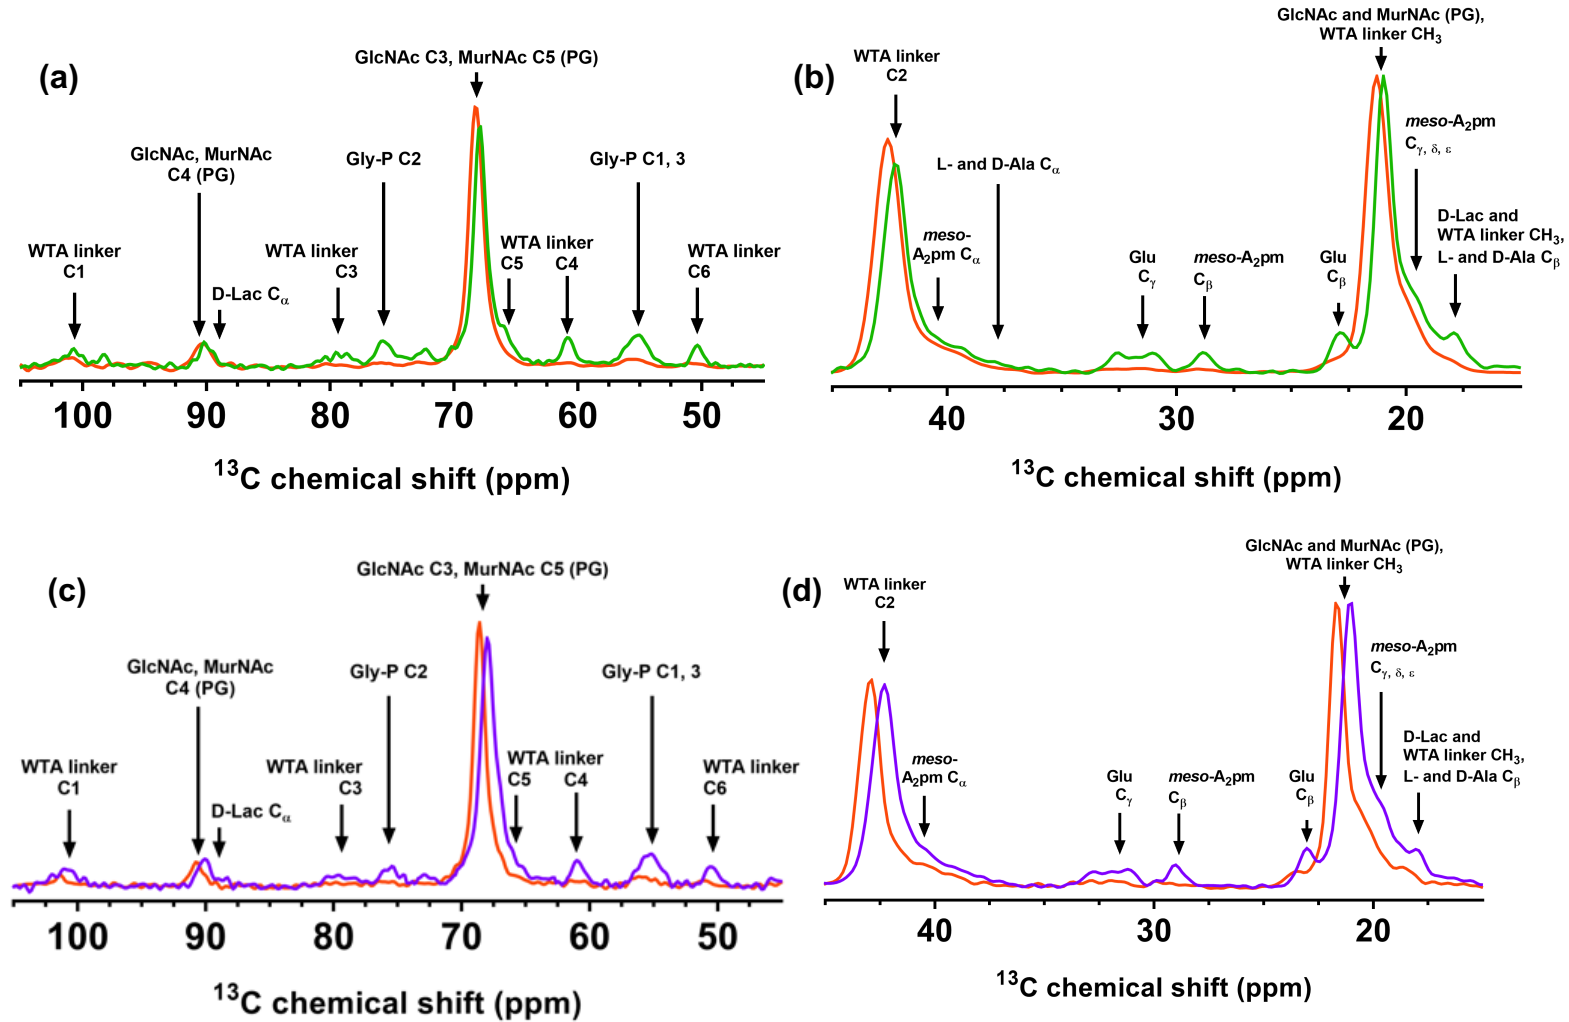 (a)
GlcNAc C3, MurNAc C5 (PG)
GlcNAc, MurNAc
C4 (PG)
Gly-P C2
Gly-P C1, 3
WTA linker
C1
D-Lac Cα
WTA linker
C3
WTA linker
C5 C4
WTA linker
C6
100 90 80 70 60 50
13C chemical shift (ppm)
(b)
GlcNAc and MurNAc (PG),
WTA linker CH3
WTA linker
C2
meso-A2pm
Cγ, δ, ε
L- and D-Ala Cα
meso-
A2pm Cα
Glu
Cγ
meso-A2pm
Cβ
Glu
Cβ
D-Lac and
WTA linker CH3,
L- and D-Ala Cβ
40 30 20
13C chemical shift (ppm)
(c)
GlcNAc C3, MurNAc C5 (PG)
GlcNAc, MurNAc
C4 (PG)
Gly-P C2
Gly-P C1, 3
WTA linker
C1
D-Lac Cα
WTA linker
C3
WTA linker
C5 C4
WTA linker
C6
100 90 80 70 60 50
13C chemical shift (ppm)
(d)
GlcNAc and MurNAc (PG),
WTA linker CH3
WTA linker
C2
meso-A2pm
Cγ, δ, ε
meso-
A2pm Cα
Glu
Cγ
meso-A2pm
Cβ
Glu
Cβ
D-Lac and
WTA linker CH3,
L- and D-Ala Cβ
40 30 20
13C chemical shift (ppm)